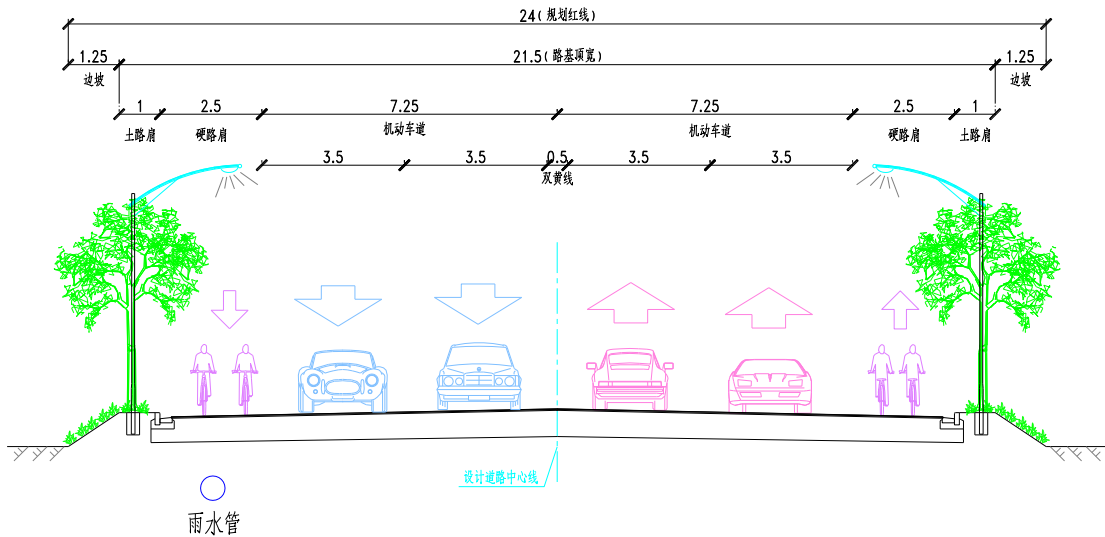 24(规划红线)
1.25
21.5(路基顶宽)
1.25
边坡
边坡
1
2.5
7.25
7.25
2.5
1
土路肩
硬路肩
机动车道
机动车道
硬路肩
土路肩
3.5
3.5
0.5
3.5
3.5
双黄线
设计道路中心线
雨水管